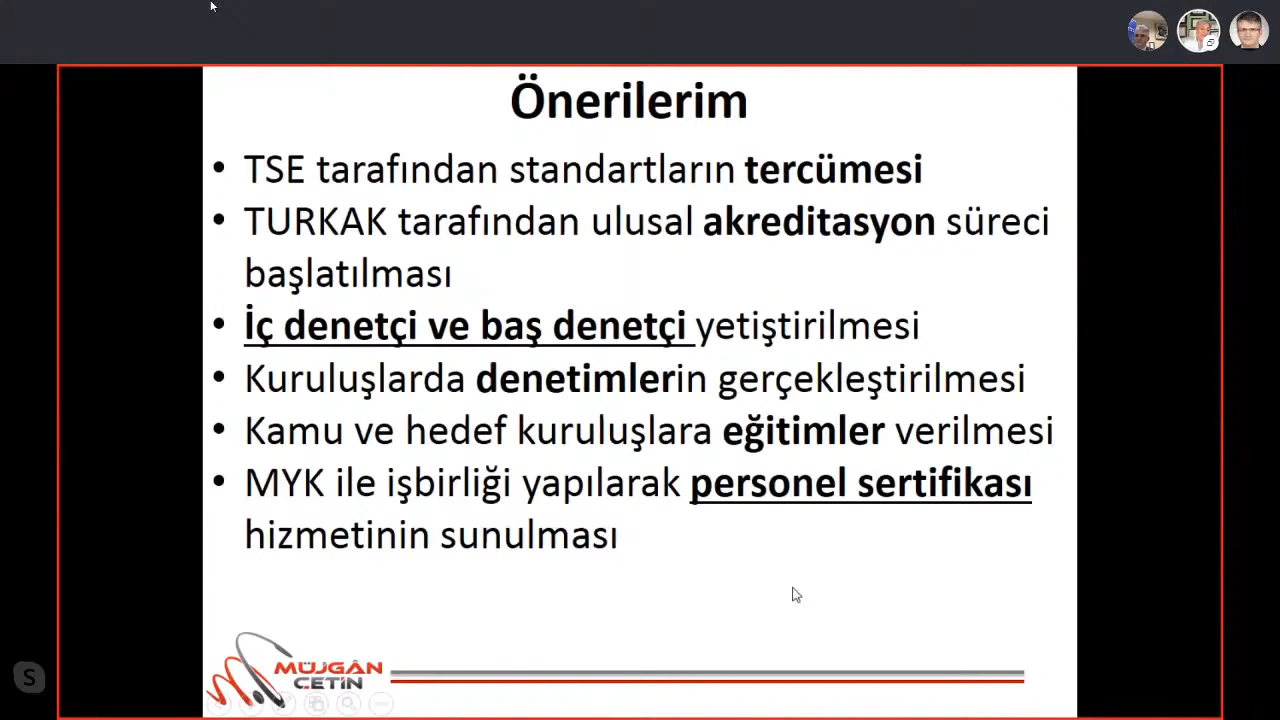 Önerilerim
• TSE tarafından standartların tercümesi
• TURKAK tarafından ulusal akreditasyon süreci
başlatılması
• İç denetçi ve baş denetçi yetiştirilmesi
• Kuruluşlarda denetimlerin gerçekleştirilmesi
• Kamu ve hedef kuruluşlara eğitimler verilmesi
• MYK ile işbirliği yapılarak personel sertifikası
hizmetinin sunulması
MÜJGÂN
ÇETİN
S